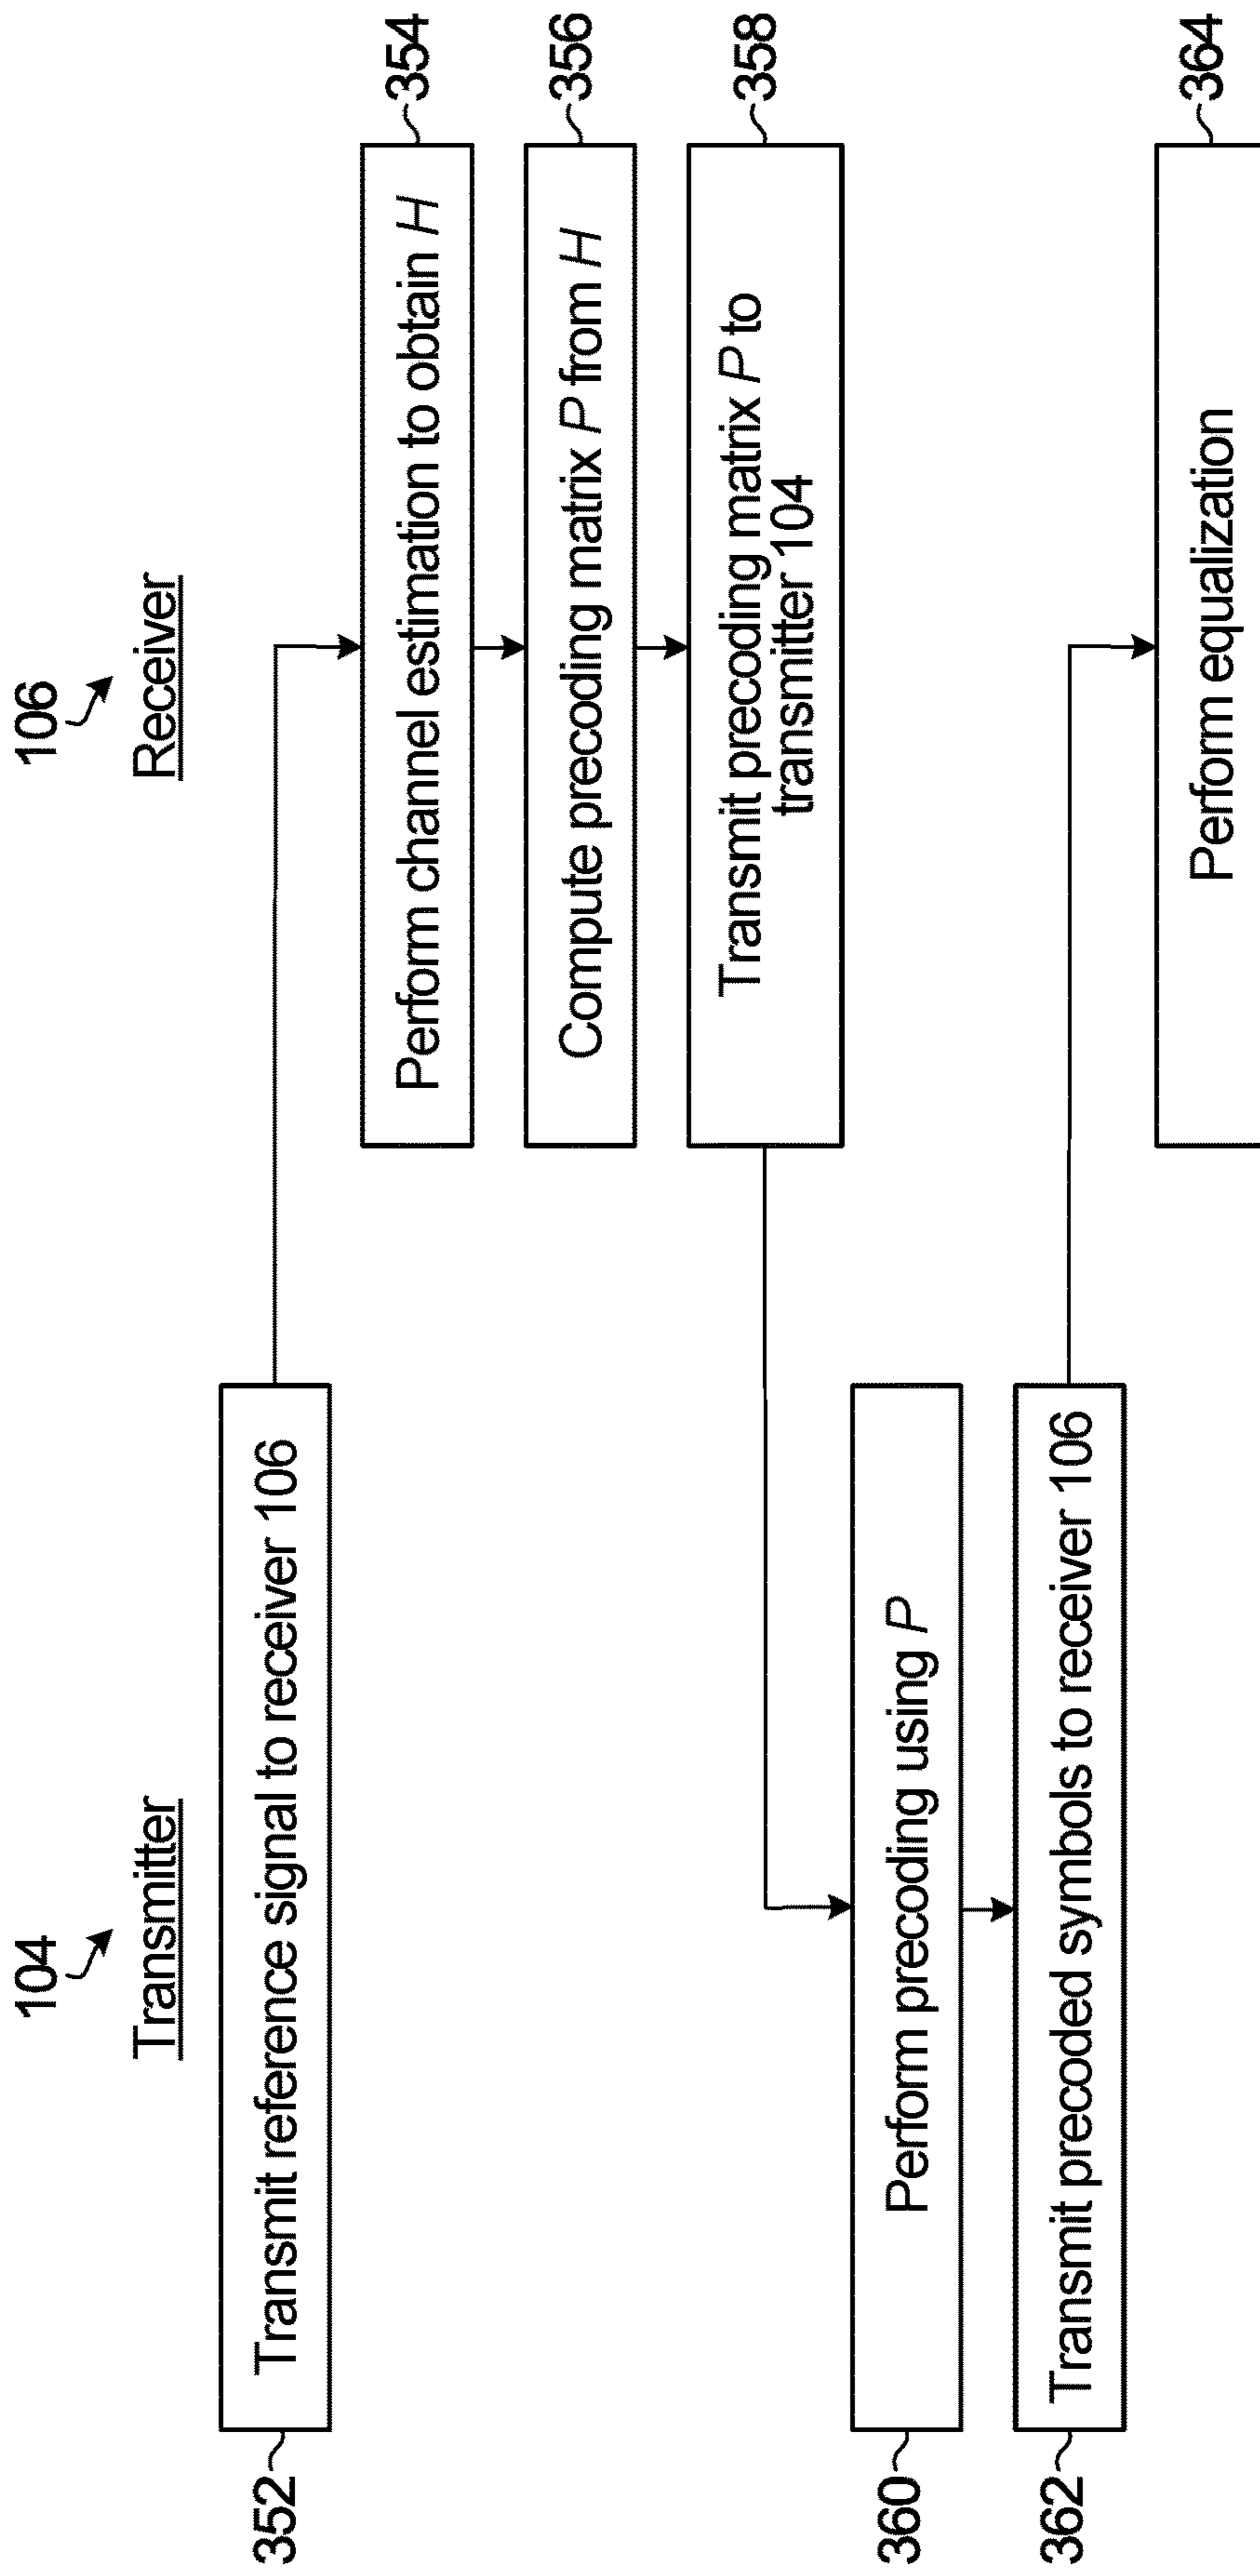 104
Transmitter
106
Receiver
352
Transmit reference signal to receiver 106
Perform channel estimation to obtain H
354
Compute precoding matrix P from H
356
Transmit precoding matrix P to
transmitter 104
358
360
Perform precoding using P
362
Transmit precoded symbols to receiver 106
Perform equalization
364